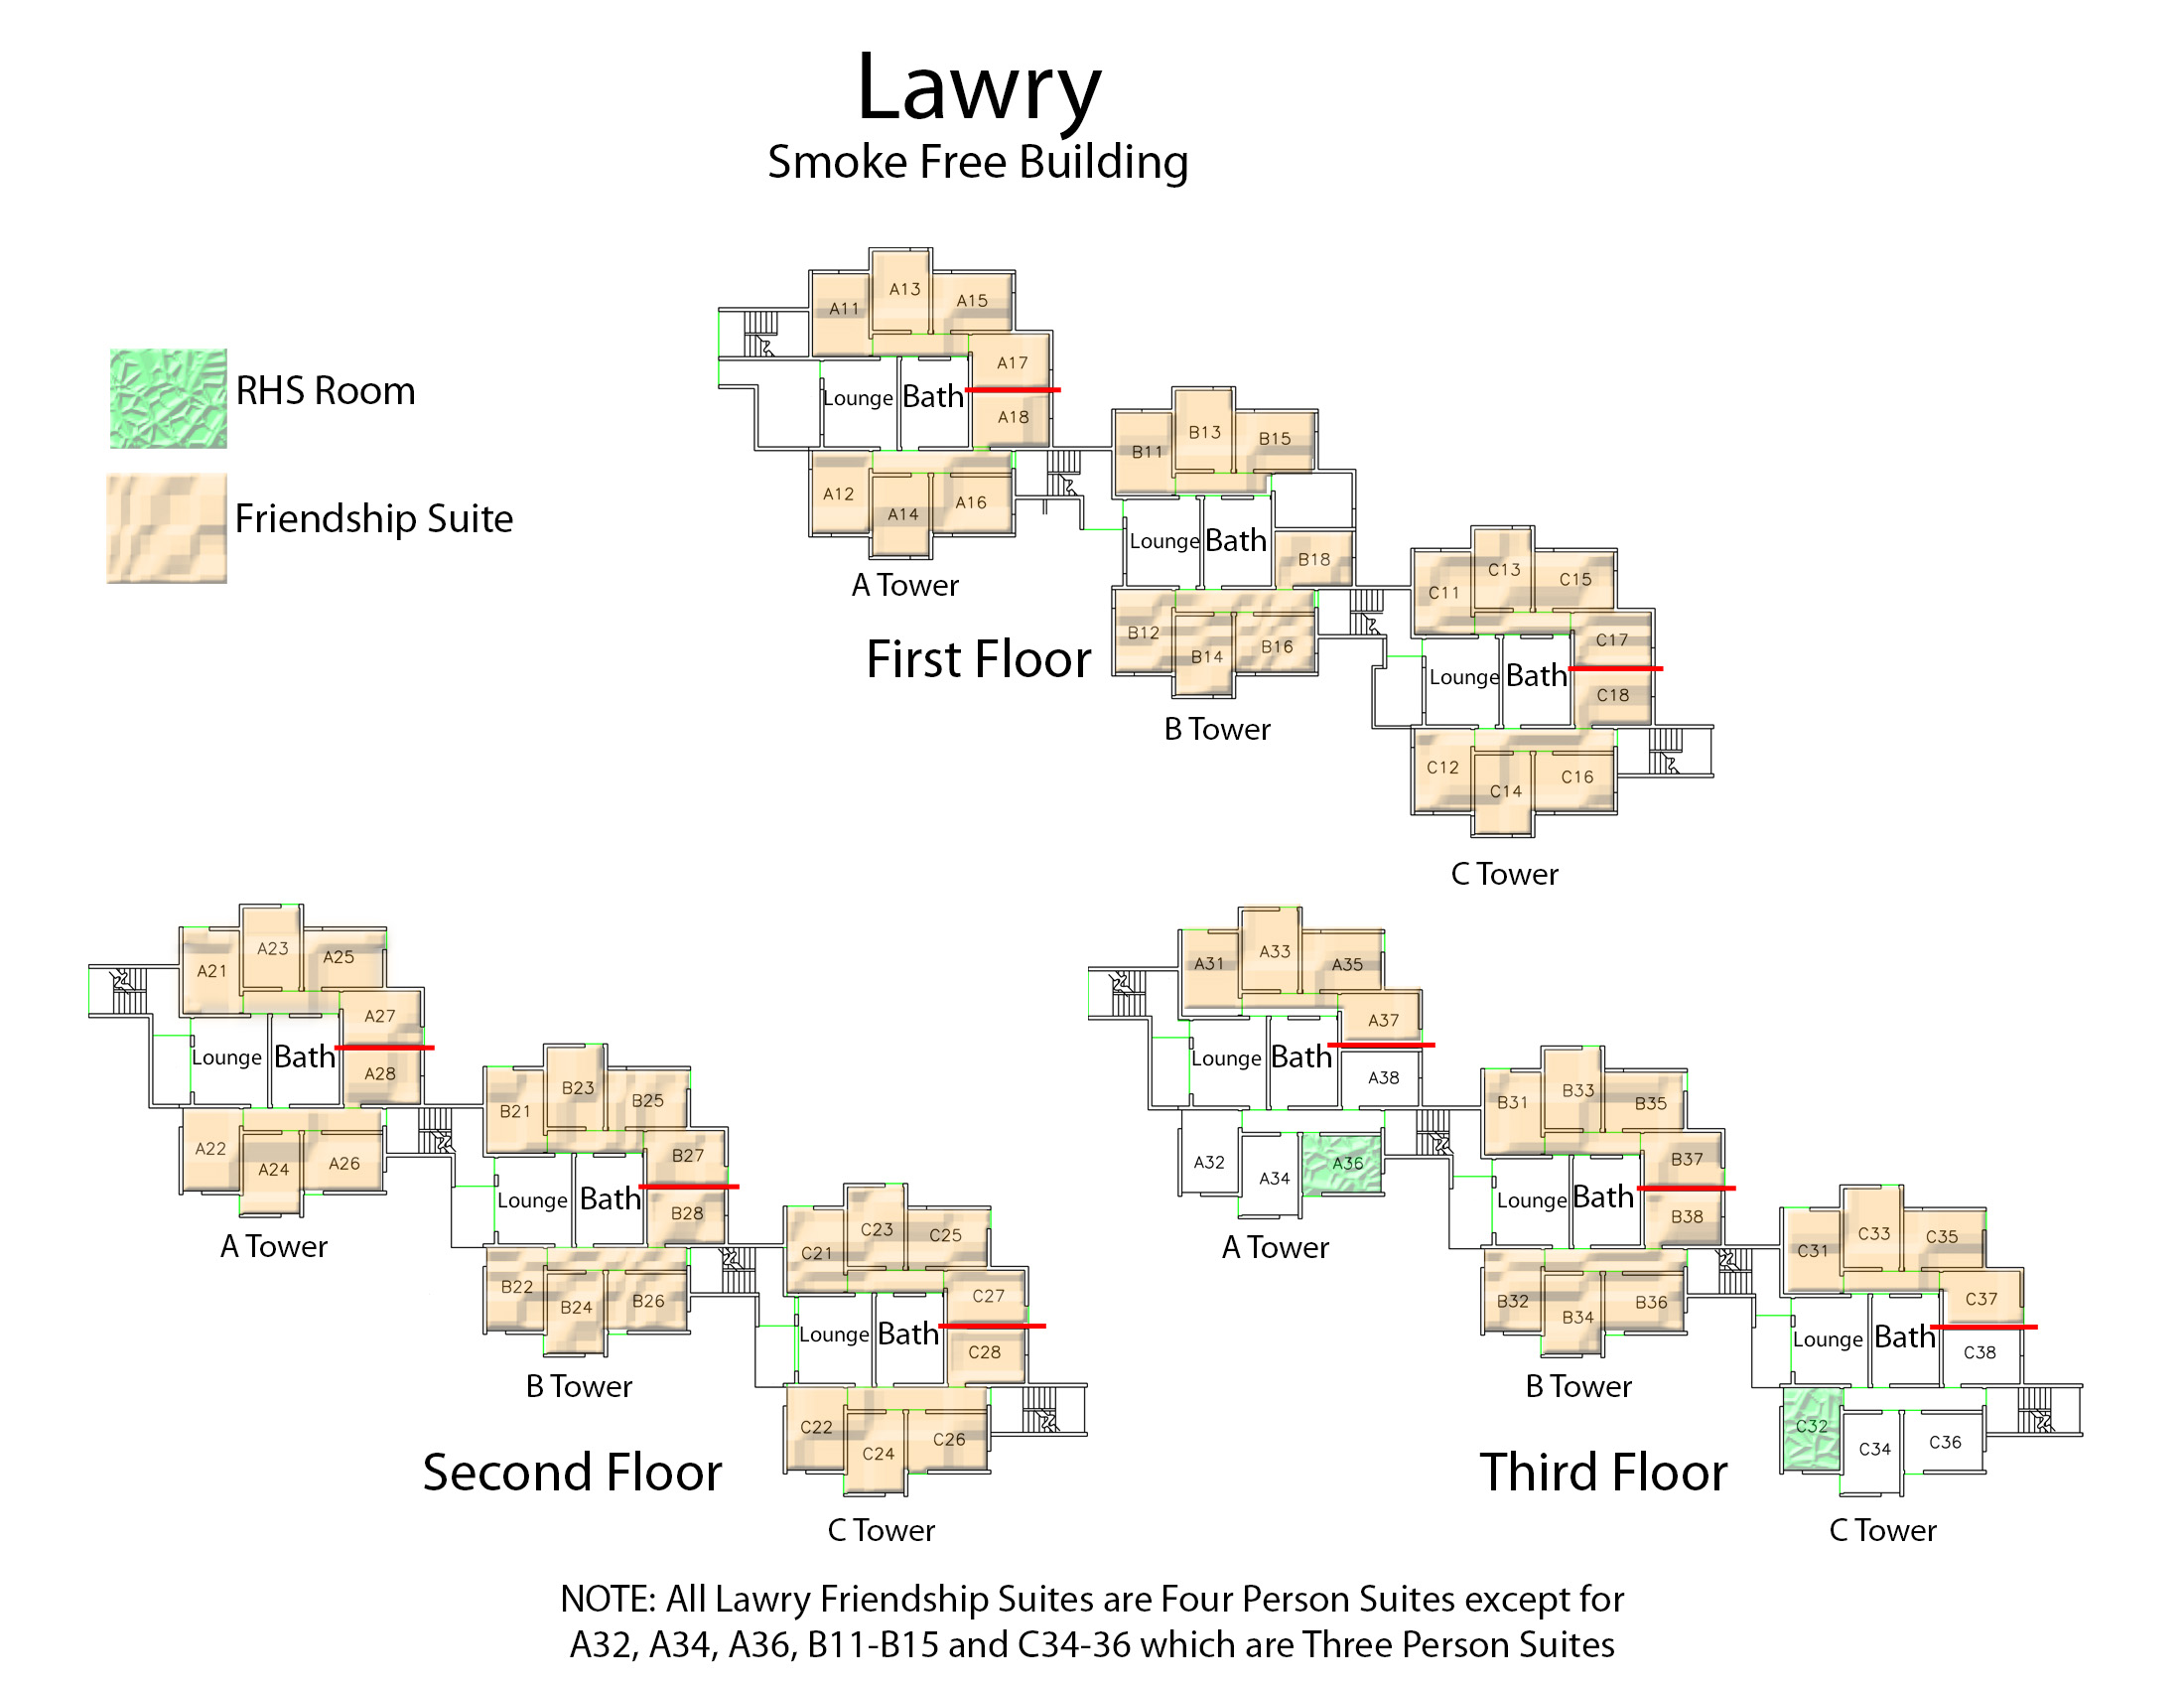 Lawry
Smoke Free Building
RHS Room
Friendship Suite
A11
A13
A15
A17
Lounge
Bath
A18
A12
A14
A16
A Tower
B11
B13
B15
Lounge
Bath
B18
B12
B14
B16
B Tower
First Floor
C11
C13
C15
C17
Lounge
Bath
C18
C12
C14
C16
C Tower
A21
A23
A25
A27
Lounge
Bath
A28
A22
A24
A26
A Tower
B21
B23
B25
B27
Lounge
Bath
B28
B22
B24
B26
B Tower
C21
C23
C25
C27
Lounge
Bath
C28
C22
C24
C26
C Tower
Second Floor
A31
A33
A35
A37
Lounge
Bath
A38
A32
A34
A36
A Tower
B31
B33
B35
B37
Lounge
Bath
B38
B32
B34
B36
B Tower
C31
C33
C35
C37
Lounge
Bath
C38
C32
C34
C36
C Tower
Third Floor
NOTE: All Lawry Friendship Suites are Four Person Suites except for
A32, A34, A36, B11-B15 and C34-36 which are Three Person Suites